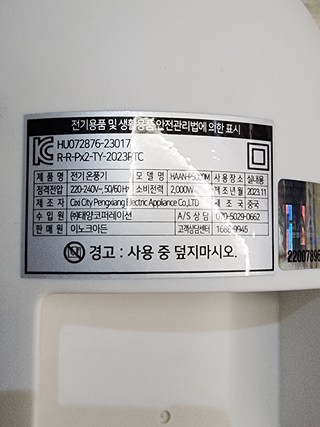 전기용품 및 생활용품 안전관리법에 의한 표시
HU072876-23017
R-R-Px2-TY-2023PTC
제 품 명 전기 온풍기 모 델 명 HAAN-P5000M 사 용 장 소 실내용
정격전압 220-240V~, 50/60Hz 소비전력 2,000W 제 조 년 월 2023.11
제 조 자 Cixi City Pengxiang Electric Appliance Co.,LTD 제 조 국 중국
수 입 원 ㈜태양코퍼레이션 A/S 상 담 070-5029-0662
판 매 원 이노크아든 고객상담센터 1688-9945
경고 : 사용 중 덮지마시오.